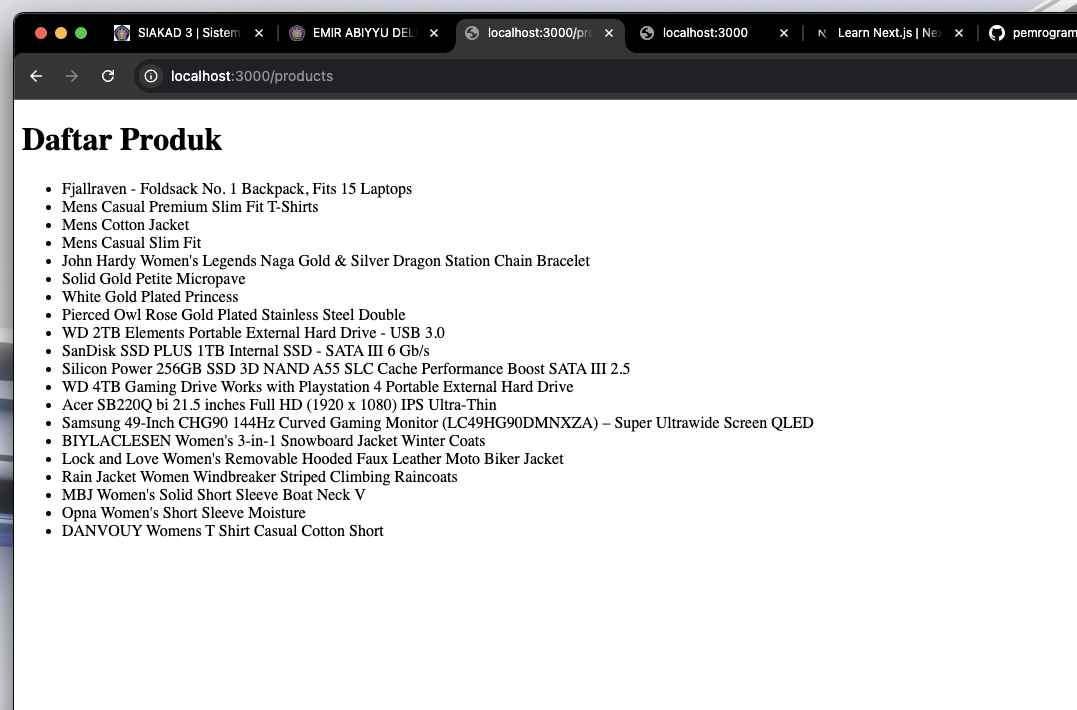 SIAKAD 3 | Sistem
EMIR ABIYYU DEL
localhost:3000/pr
localhost:3000
Learn Next.js | Ne
pemrogram
localhost:3000/products
Daftar Produk
Fjallraven - Foldsack No. 1 Backpack, Fits 15 Laptops
Mens Casual Premium Slim Fit T-Shirts
Mens Cotton Jacket
Mens Casual Slim Fit
John Hardy Women's Legends Naga Gold & Silver Dragon Station Chain Bracelet
Solid Gold Petite Micropave
White Gold Plated Princess
Pierced Owl Rose Gold Plated Stainless Steel Double
WD 2TB Elements Portable External Hard Drive - USB 3.0
SanDisk SSD PLUS 1TB Internal SSD - SATA III 6 Gb/s
Silicon Power 256GB SSD 3D NAND A55 SLC Cache Performance Boost SATA III 2.5
WD 4TB Gaming Drive Works with Playstation 4 Portable External Hard Drive
Acer SB220Q bi 21.5 inches Full HD (1920 x 1080) IPS Ultra-Thin
Samsung 49-Inch CHG90 144Hz Curved Gaming Monitor (LC49HG90DMNXZA) – Super Ultrawide Screen QLED
BIYLACLESEN Women's 3-in-1 Snowboard Jacket Winter Coats
Lock and Love Women's Removable Hooded Faux Leather Moto Biker Jacket
Rain Jacket Women Windbreaker Striped Climbing Raincoats
MBJ Women's Solid Short Sleeve Boat Neck V
Opna Women's Short Sleeve Moisture
DANVOUY Womens T Shirt Casual Cotton Short